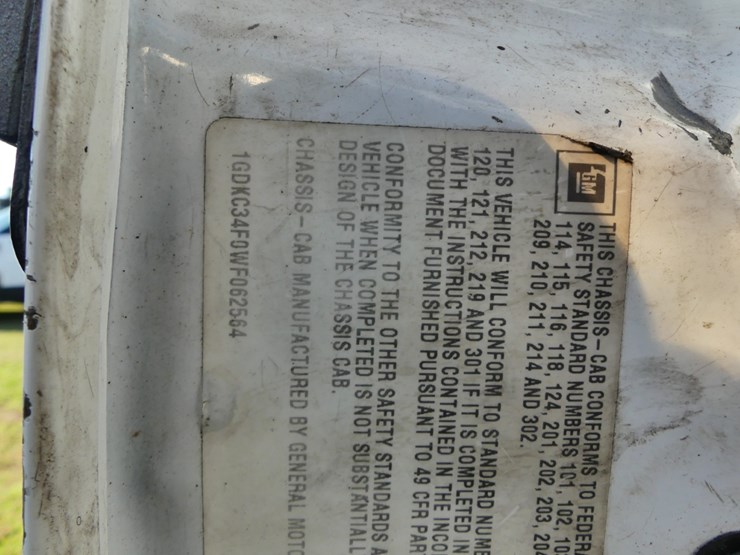 GM
THIS CHASSIS-CAB CONFORMS TO FEDERA
SAFETY STANDARD NUMBERS 101, 102, 10
114, 115, 116, 118, 124, 201, 202, 203, 20
209, 210, 211, 214 AND 302.
THIS VEHICLE WILL CONFORM TO STANDARD NUMB
120, 121, 212, 219 AND 301 IF IT IS COMPLETED IN
WITH THE INSTRUCTIONS CONTAINED IN THE INCO
DOCUMENT FURNISHED PURSUANT TO 49 CFR PAR
CONFORMITY TO THE OTHER SAFETY STANDARDS A
VEHICLE WHEN COMPLETED IS NOT SUBSTANTIALL
DESIGN OF THE CHASSIS CAB.
CHASSIS-CAB MANUFACTURED BY GENERAL MOTO
1GDKC34F0WF062564